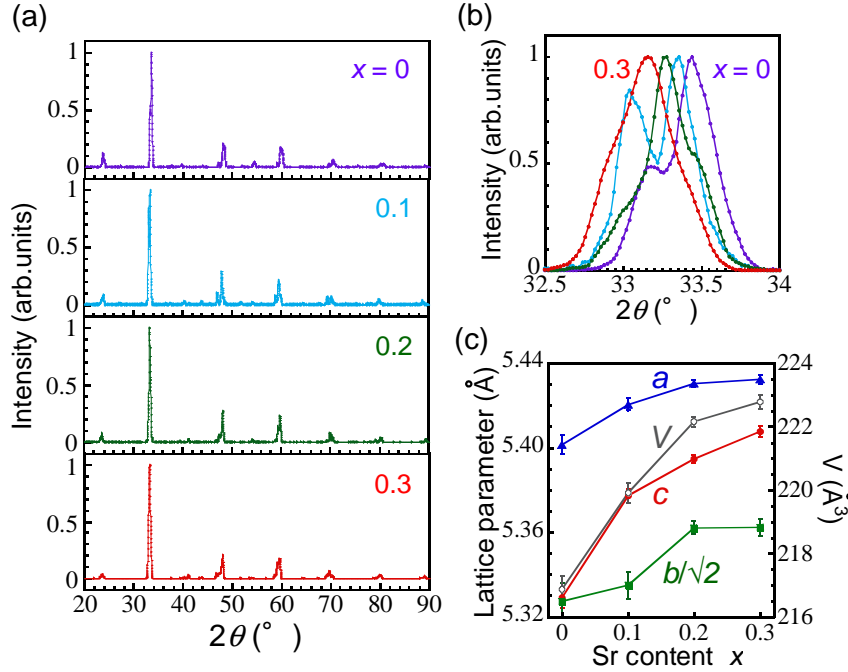 (a)
Intensity (arb.units)
x = 0
1
0.5
0
0.1
1
0.5
0
0.2
1
0.5
0
0.3
1
0.5
0
20 30 40 50 60 70 80 90
2θ (°)
(b)
Intensity (arb.units)
1
0.5
0
0.3
x = 0
32.5 33 33.5 34
2θ (°)
(c)
Lattice parameter (Å)
5.44
5.40
5.36
5.32
a
V
c
b/√2
224
223
222
221
220
219
218
217
216
V (Å³)
0 0.1 0.2 0.3
Sr content x